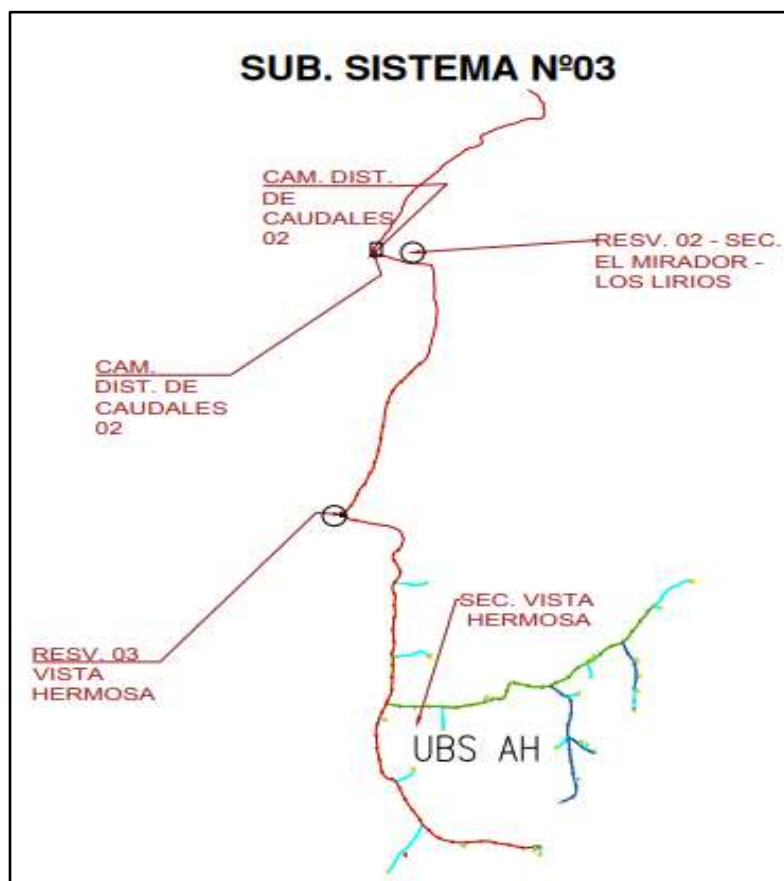 SUB. SISTEMA Nº03
CAM. DIST.
DE
CAUDALES
02
RESV. 02 - SEC.
EL MIRADOR -
LOS LIRIOS
CAM.
DIST. DE
CAUDALES
02
SEC. VISTA
HERMOSA
RESV. 03
VISTA
HERMOSA
UBS AH